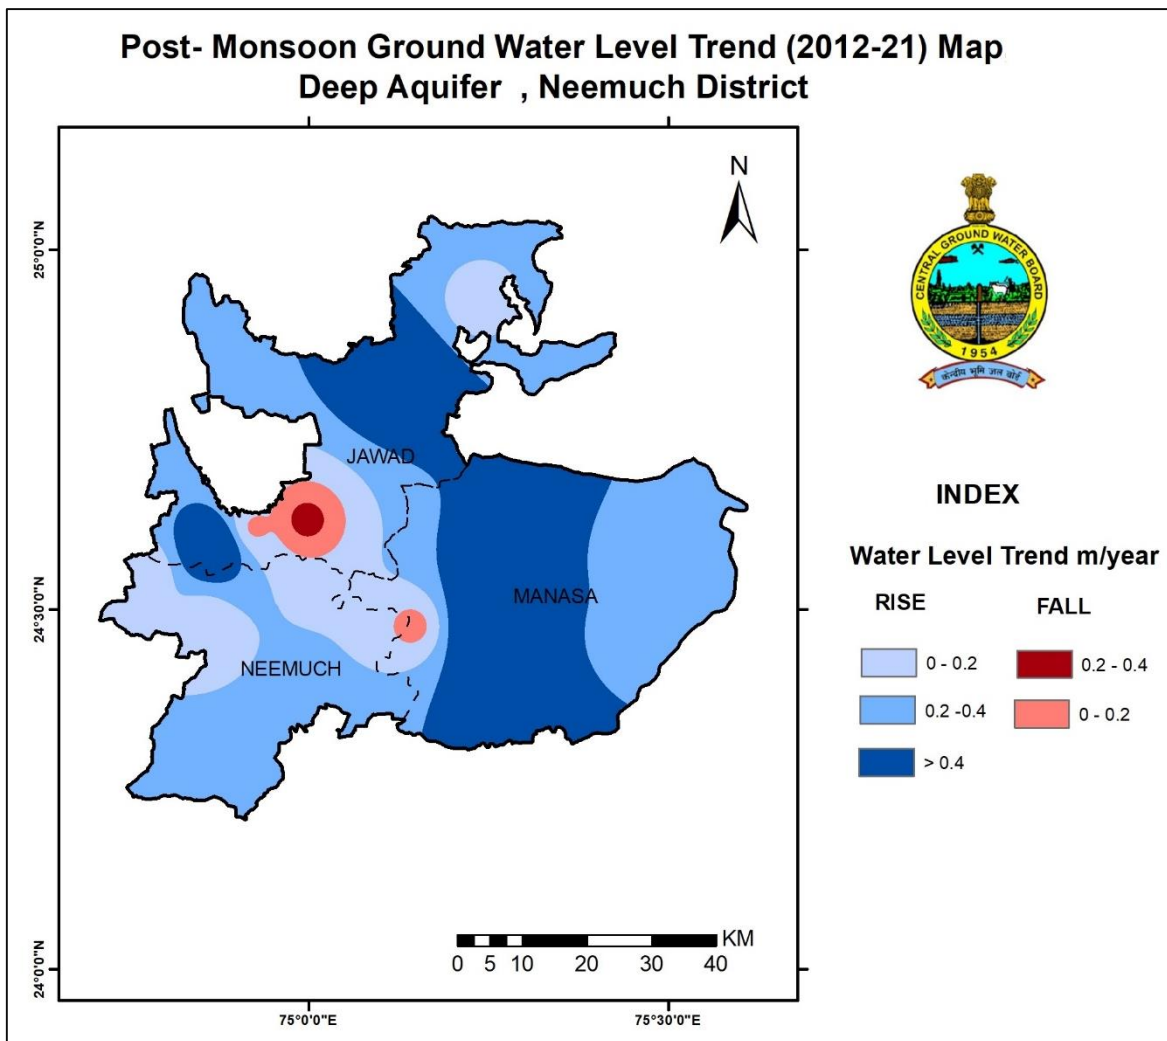 Post- Monsoon Ground Water Level Trend (2012-21) Map
Deep Aquifer , Neemuch District
N
25°0'0"N
24°30'0"N
24°0'0"N
JAWAD
MANASA
NEEMUCH
KM
0 5 10 20 30 40
75°0'0"E
75°30'0"E
CENTRAL GROUND WATER BOARD
1954
केन्द्रीय भूमि जल बोर्ड
INDEX
Water Level Trend m/year
RISE
FALL
0 - 0.2
0.2 - 0.4
0.2 -0.4
0 - 0.2
> 0.4